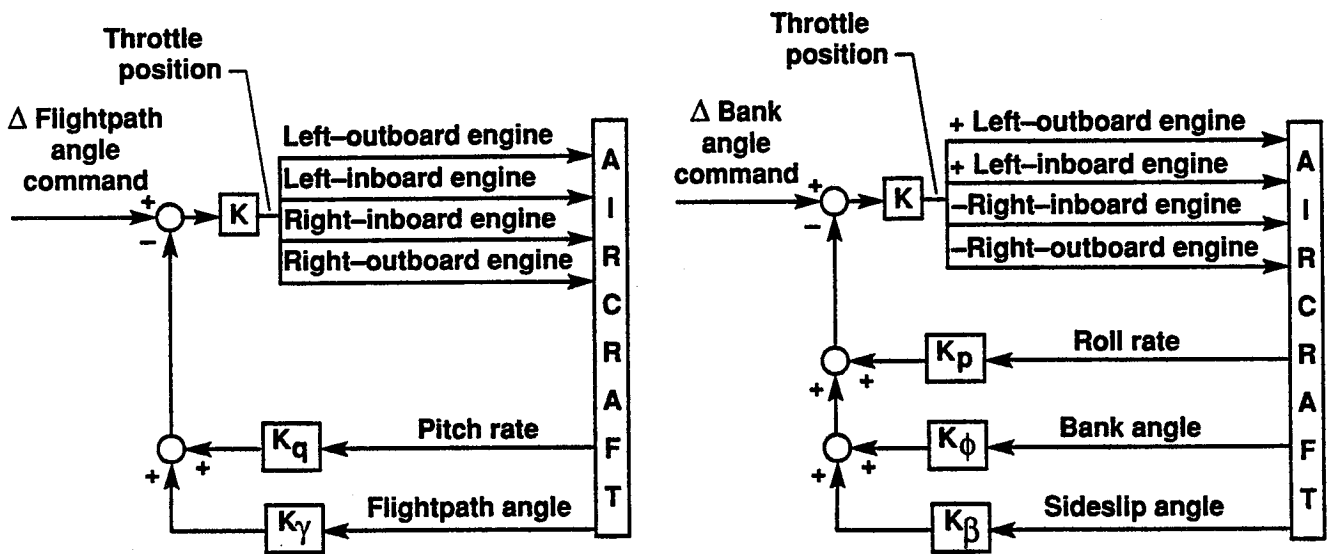 Throttle
position
Δ Flightpath
angle
command
+
−
K
Left–outboard engine
Left–inboard engine
Right–inboard engine
Right–outboard engine
A
I
R
C
R
A
F
T
Kq
Pitch rate
+
+
Kγ
Flightpath angle
Throttle
position
Δ Bank
angle
command
+
−
K
+ Left–outboard engine
+ Left–inboard engine
–Right–inboard engine
–Right–outboard engine
A
I
R
C
R
A
F
T
Kp
Roll rate
+
+
Kϕ
Bank angle
+
+
Kβ
Sideslip angle